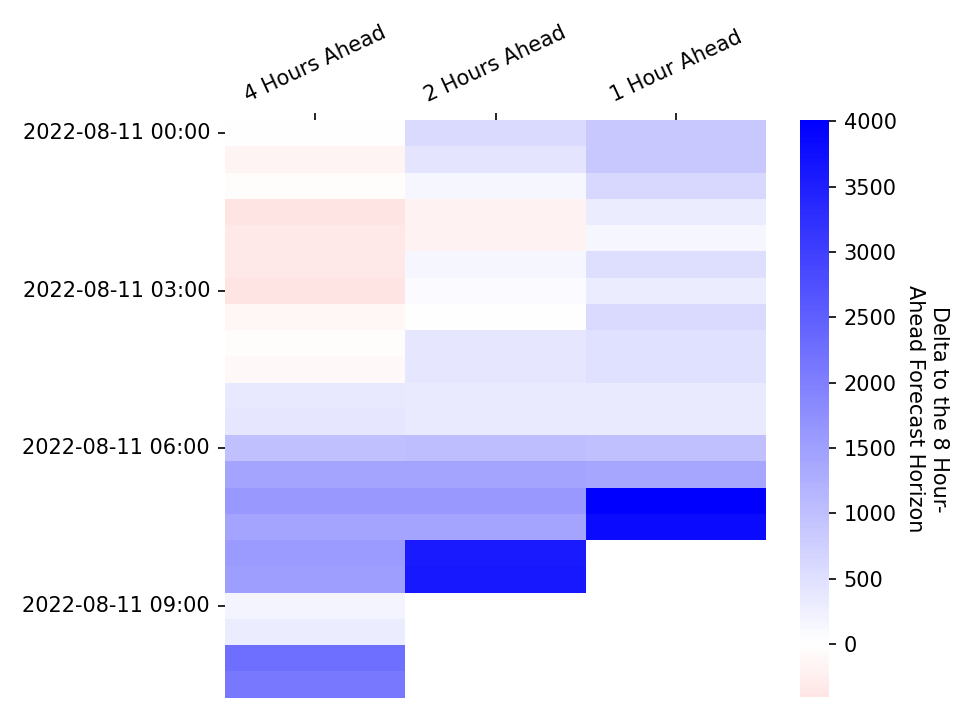 4 Hours Ahead
2 Hours Ahead
1 Hour Ahead
2022-08-11 00:00
2022-08-11 03:00
2022-08-11 06:00
2022-08-11 09:00
4000
3500
3000
2500
2000
1500
1000
500
0
Delta to the 8 Hour-
Ahead Forecast Horizon